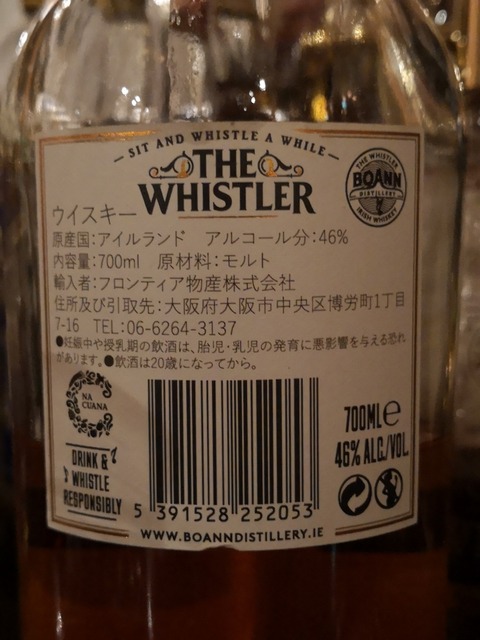 SIT AND WHISTLE A WHILE
THE
WHISTLER
THE WHISTLER
BOANN
DISTILLERY
IRISH WHISKEY
ウイスキー
原産国：アイルランド アルコール分：46%
内容量：700ml 原材料：モルト
輸入者：フロンティア物産株式会社
住所及び引取先：大阪府大阪市中央区博労町1丁目
7-16 TEL：06-6264-3137
●妊娠中や授乳期の飲酒は、胎児・乳児の発育に悪影響を与える恐れ
があります。●飲酒は20歳になってから。
NA
CUANA
DRINK &
WHISTLE
RESPONSIBLY
700ML℮
46% ALC/VOL
5 391528 252053
WWW.BOANNDISTILLERY.IE